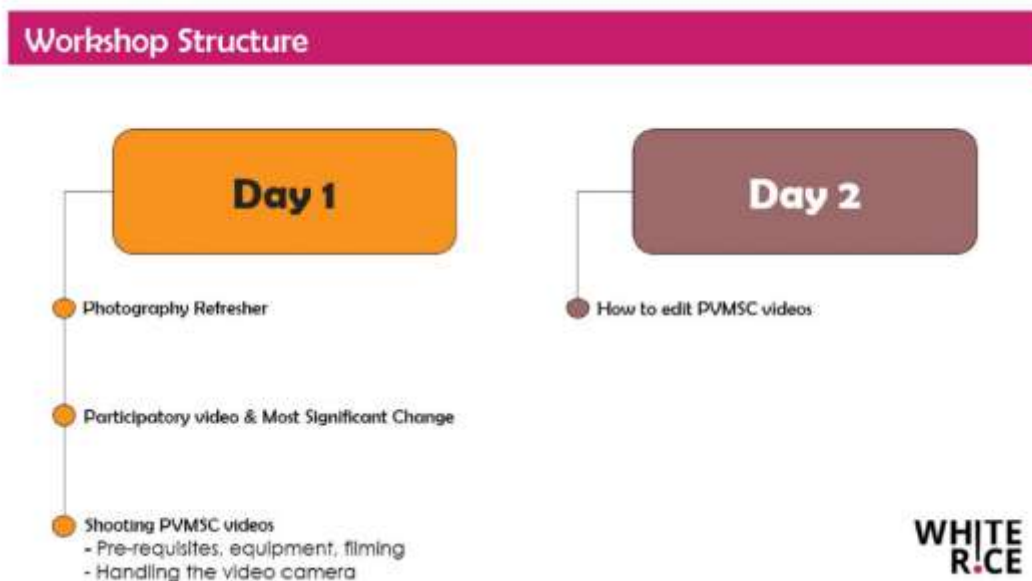 Workshop Structure
Day 1
Photography Refresher
Participatory video & Most Significant Change
Shooting PVMSC videos
- Pre-requisites, equipment, filming
- Handling the video camera
Day 2
How to edit PVMSC videos
WHITE
R!CE